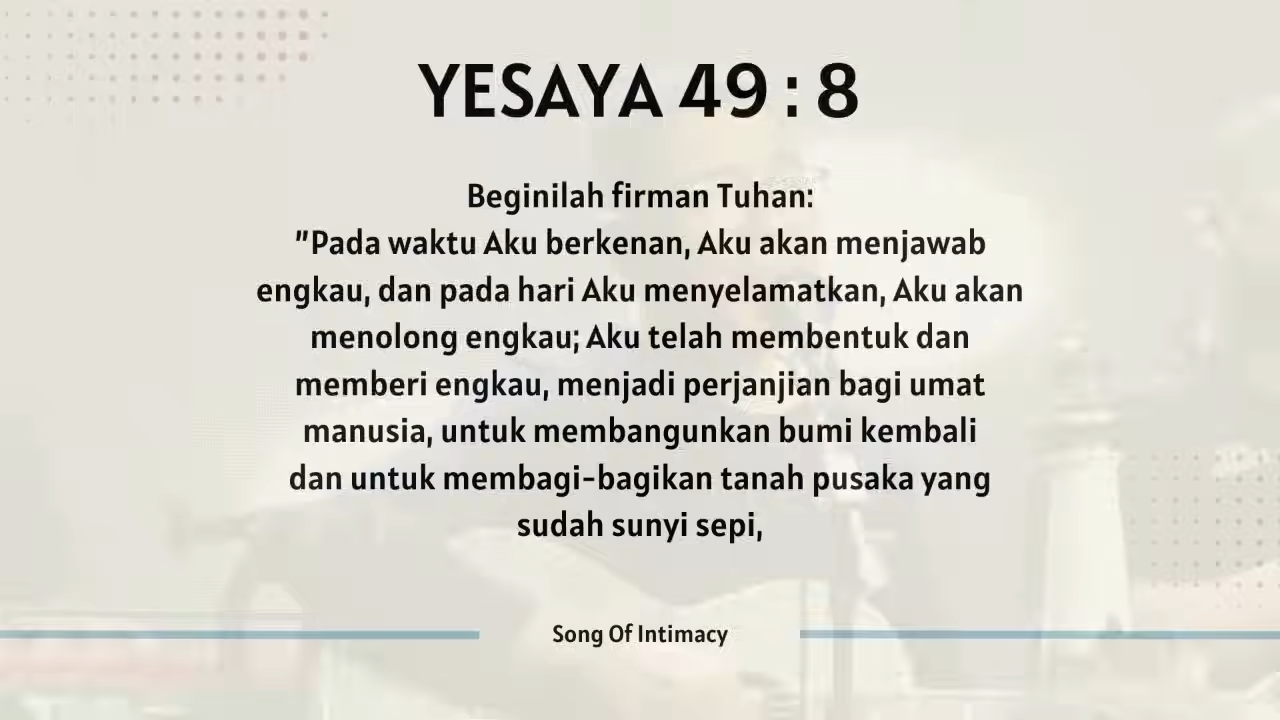 YESAYA 49 : 8
Beginilah firman Tuhan:
"Pada waktu Aku berkenan, Aku akan menjawab
engkau, dan pada hari Aku menyelamatkan, Aku akan
menolong engkau; Aku telah membentuk dan
memberi engkau, menjadi perjanjian bagi umat
manusia, untuk membangunkan bumi kembali
dan untuk membagi-bagikan tanah pusaka yang
sudah sunyi sepi,
Song Of Intimacy